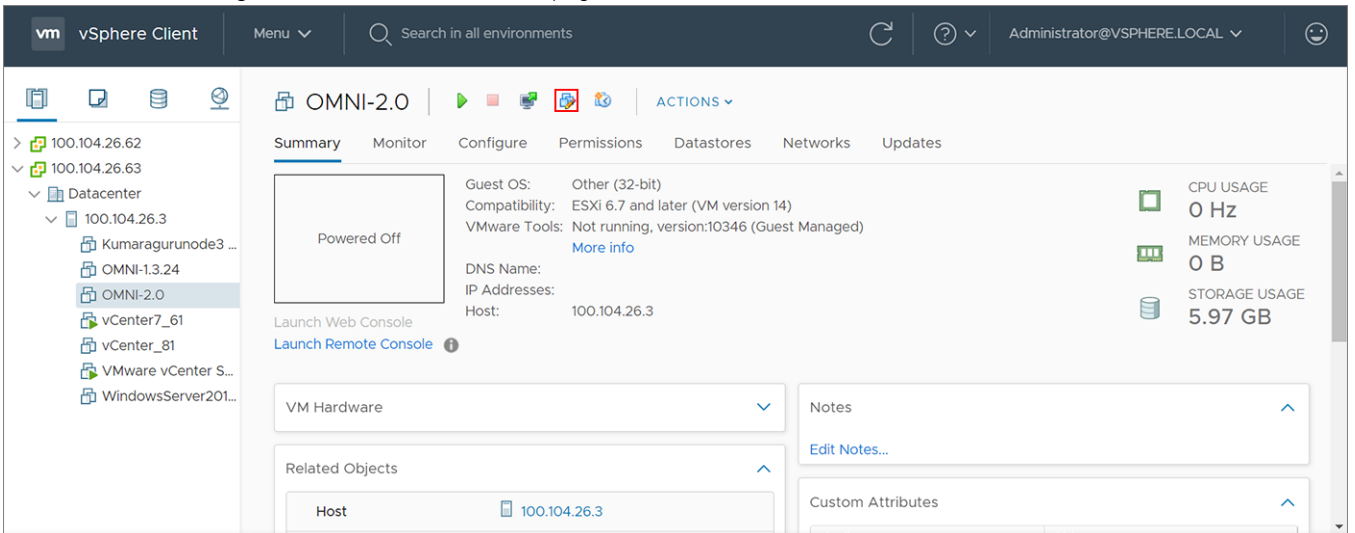 vm vSphere Client Menu Search in all environments Administrator@VSPHERE.LOCAL
OMNI-2.0 ACTIONS
100.104.26.62
100.104.26.63
Datacenter
100.104.26.3
Kumaragurunode3 ...
OMNI-1.3.24
OMNI-2.0
vCenter7_61
vCenter_81
VMware vCenter S...
WindowsServer201...
Summary Monitor Configure Permissions Datastores Networks Updates
Powered Off
Launch Web Console
Launch Remote Console
Guest OS: Other (32-bit)
Compatibility: ESXi 6.7 and later (VM version 14)
VMware Tools: Not running, version:10346 (Guest Managed)
More info
DNS Name:
IP Addresses:
Host: 100.104.26.3
CPU USAGE
0 Hz
MEMORY USAGE
0 B
STORAGE USAGE
5.97 GB
VM Hardware
Related Objects
Host 100.104.26.3
Notes
Edit Notes...
Custom Attributes